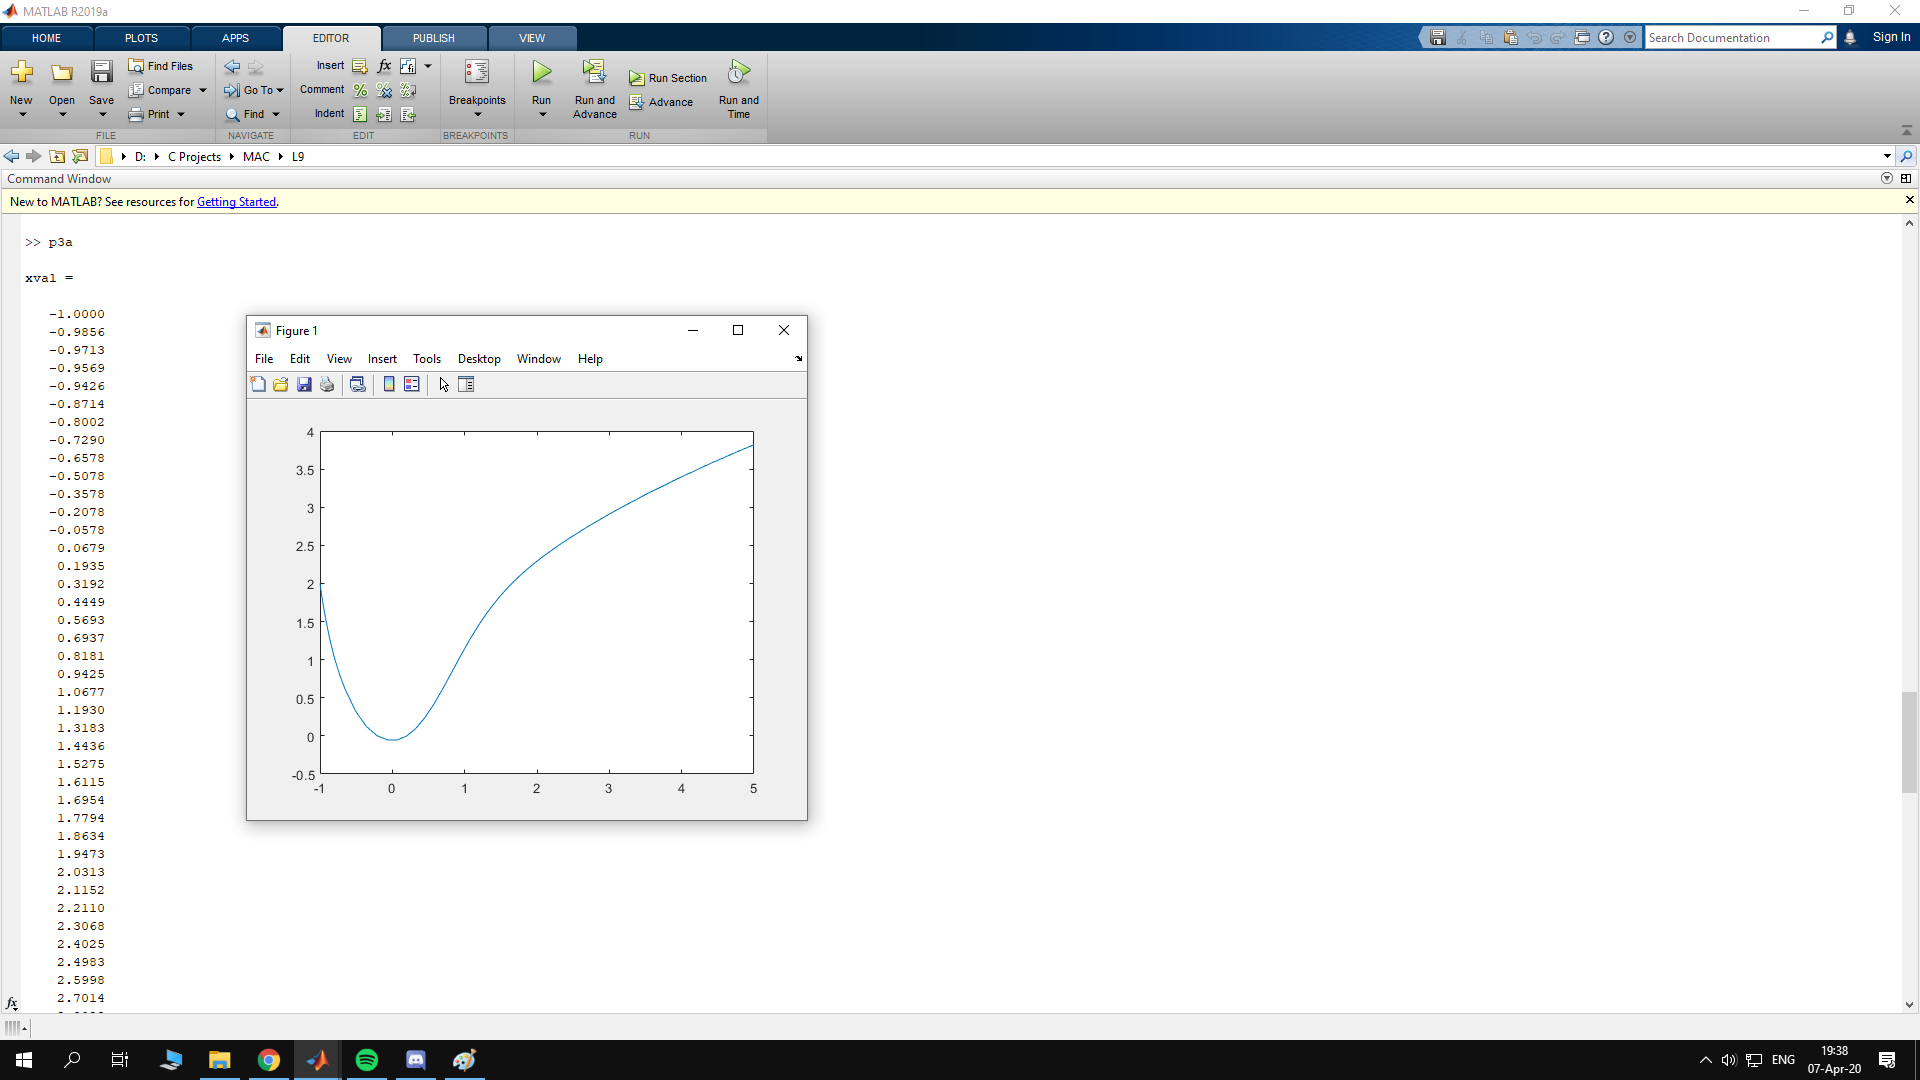 MATLAB R2019a
HOME PLOTS APPS EDITOR PUBLISH VIEW
Search Documentation
Sign In
New Open Save
Find Files
Compare
Print
Go To
Find
Insert
Comment
Indent
fx
Breakpoints
Run
Run and Advance
Run Section
Advance
Run and Time
FILE NAVIGATE EDIT BREAKPOINTS RUN
D: C Projects MAC L9
Command Window
New to MATLAB? See resources for Getting Started.
>> p3a
xval =
-1.0000
-0.9856
-0.9713
-0.9569
-0.9426
-0.8714
-0.8002
-0.7290
-0.6578
-0.5078
-0.3578
-0.2078
-0.0578
0.0679
0.1935
0.3192
0.4449
0.5693
0.6937
0.8181
0.9425
1.0677
1.1930
1.3183
1.4436
1.5275
1.6115
1.6954
1.7794
1.8634
1.9473
2.0313
2.1152
2.2110
2.3068
2.4025
2.4983
2.5998
2.7014
fx
Figure 1
File Edit View Insert Tools Desktop Window Help
4
3.5
3
2.5
2
1.5
1
0.5
0
-0.5
-1 0 1 2 3 4 5
ENG
19:38
07-Apr-20